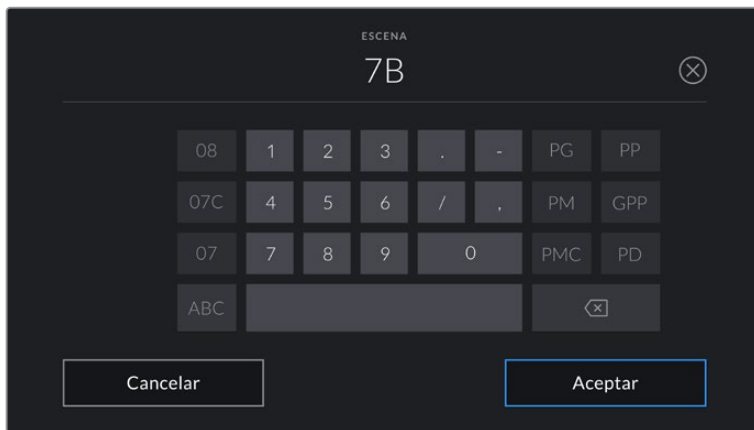 ESCENA
7B
08 1 2 3 . - PG PP
07C 4 5 6 / , PM GPP
07 7 8 9 0 PMC PD
ABC
Cancelar Aceptar